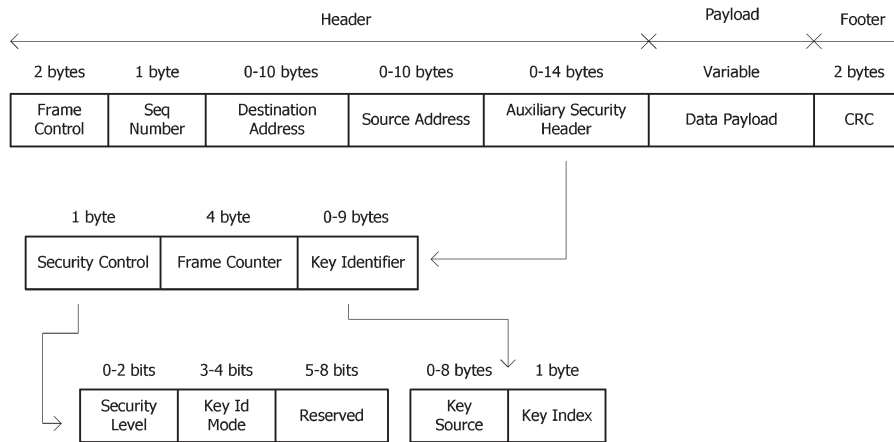 Header
Payload
Footer
2 bytes
1 byte
0-10 bytes
0-10 bytes
0-14 bytes
Variable
2 bytes
Frame
Control
Seq
Number
Destination
Address
Source Address
Auxiliary Security
Header
Data Payload
CRC
1 byte
4 byte
0-9 bytes
Security Control
Frame Counter
Key Identifier
0-2 bits
3-4 bits
5-8 bits
0-8 bytes
1 byte
Security
Level
Key Id
Mode
Reserved
Key
Source
Key Index